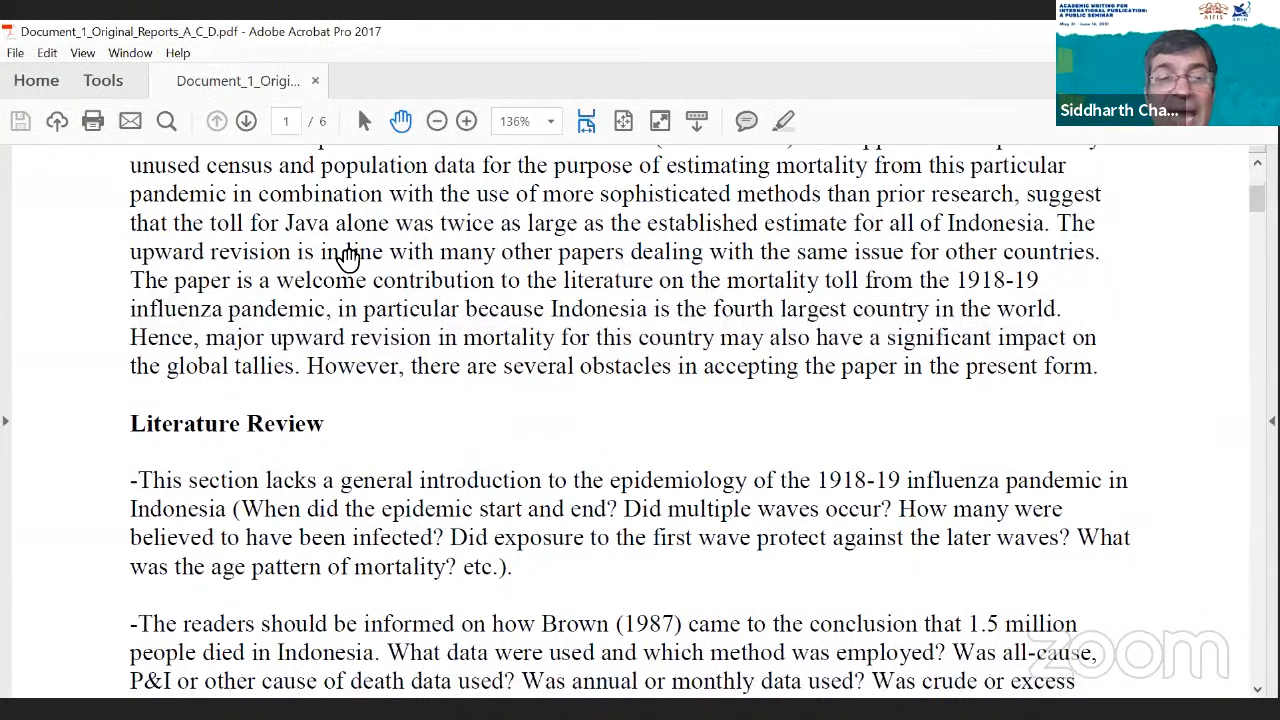 Document_1_Original_Reports_A_C_D.pdf - Adobe Acrobat Pro 2017
File Edit View Window Help
Home Tools Document_1_Origi... ×
1 / 6 136%
ACADEMIC WRITING FOR
INTERNATIONAL PUBLICATION:
A PUBLIC SEMINAR
AIFIS
Siddharth Cha...
unused census and population data for the purpose of estimating mortality from this particular
pandemic in combination with the use of more sophisticated methods than prior research, suggest
that the toll for Java alone was twice as large as the established estimate for all of Indonesia. The
upward revision is in line with many other papers dealing with the same issue for other countries.
The paper is a welcome contribution to the literature on the mortality toll from the 1918-19
influenza pandemic, in particular because Indonesia is the fourth largest country in the world.
Hence, major upward revision in mortality for this country may also have a significant impact on
the global tallies. However, there are several obstacles in accepting the paper in the present form.
Literature Review
-This section lacks a general introduction to the epidemiology of the 1918-19 influenza pandemic in
Indonesia (When did the epidemic start and end? Did multiple waves occur? How many were
believed to have been infected? Did exposure to the first wave protect against the later waves? What
was the age pattern of mortality? etc.).
-The readers should be informed on how Brown (1987) came to the conclusion that 1.5 million
people died in Indonesia. What data were used and which method was employed? Was all-cause,
P&I or other cause of death data used? Was annual or monthly data used? Was crude or excess
zoom